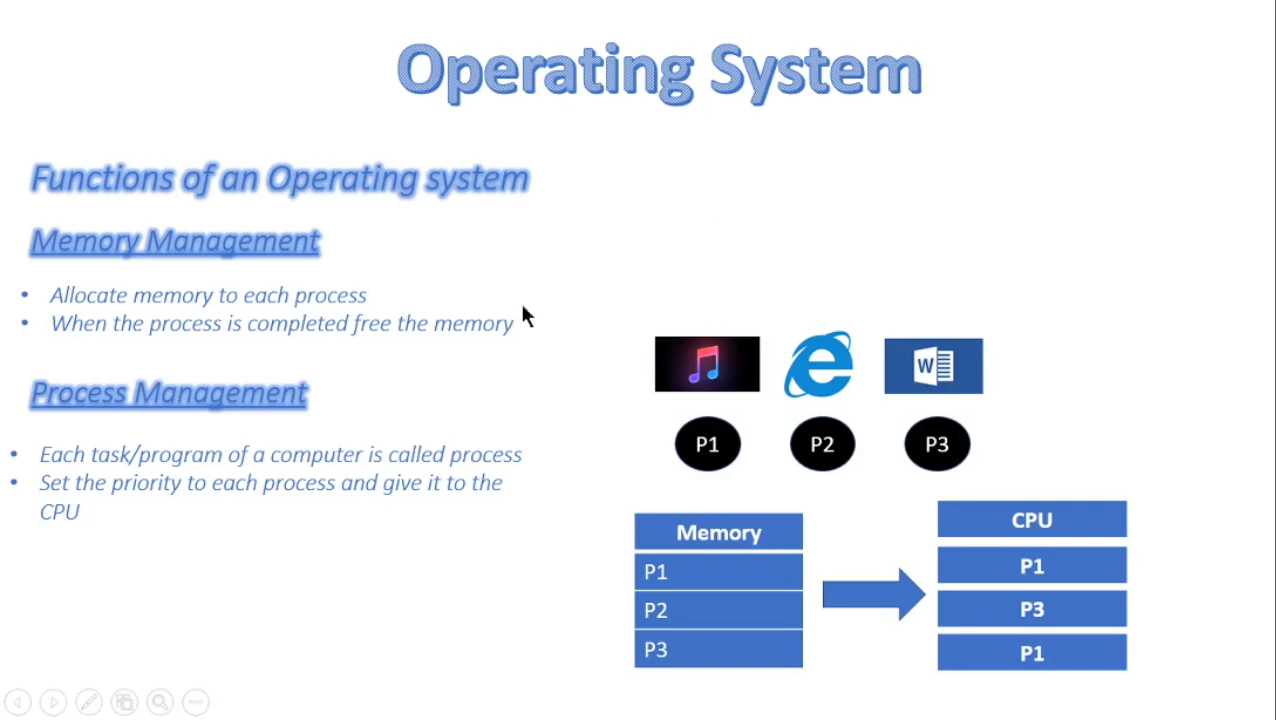 Operating System
Functions of an Operating system
Memory Management
• Allocate memory to each process
• When the process is completed free the memory
Process Management
• Each task/program of a computer is called process
• Set the priority to each process and give it to the
CPU
W
P1 P2 P3
Memory
P1
P2
P3
CPU
P1
P3
P1